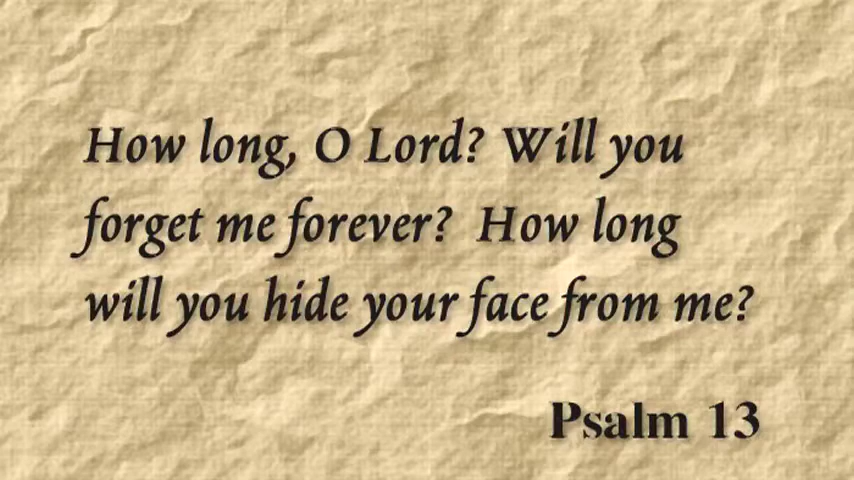 How long, O Lord? Will you
forget me forever? How long
will you hide your face from me?
Psalm 13